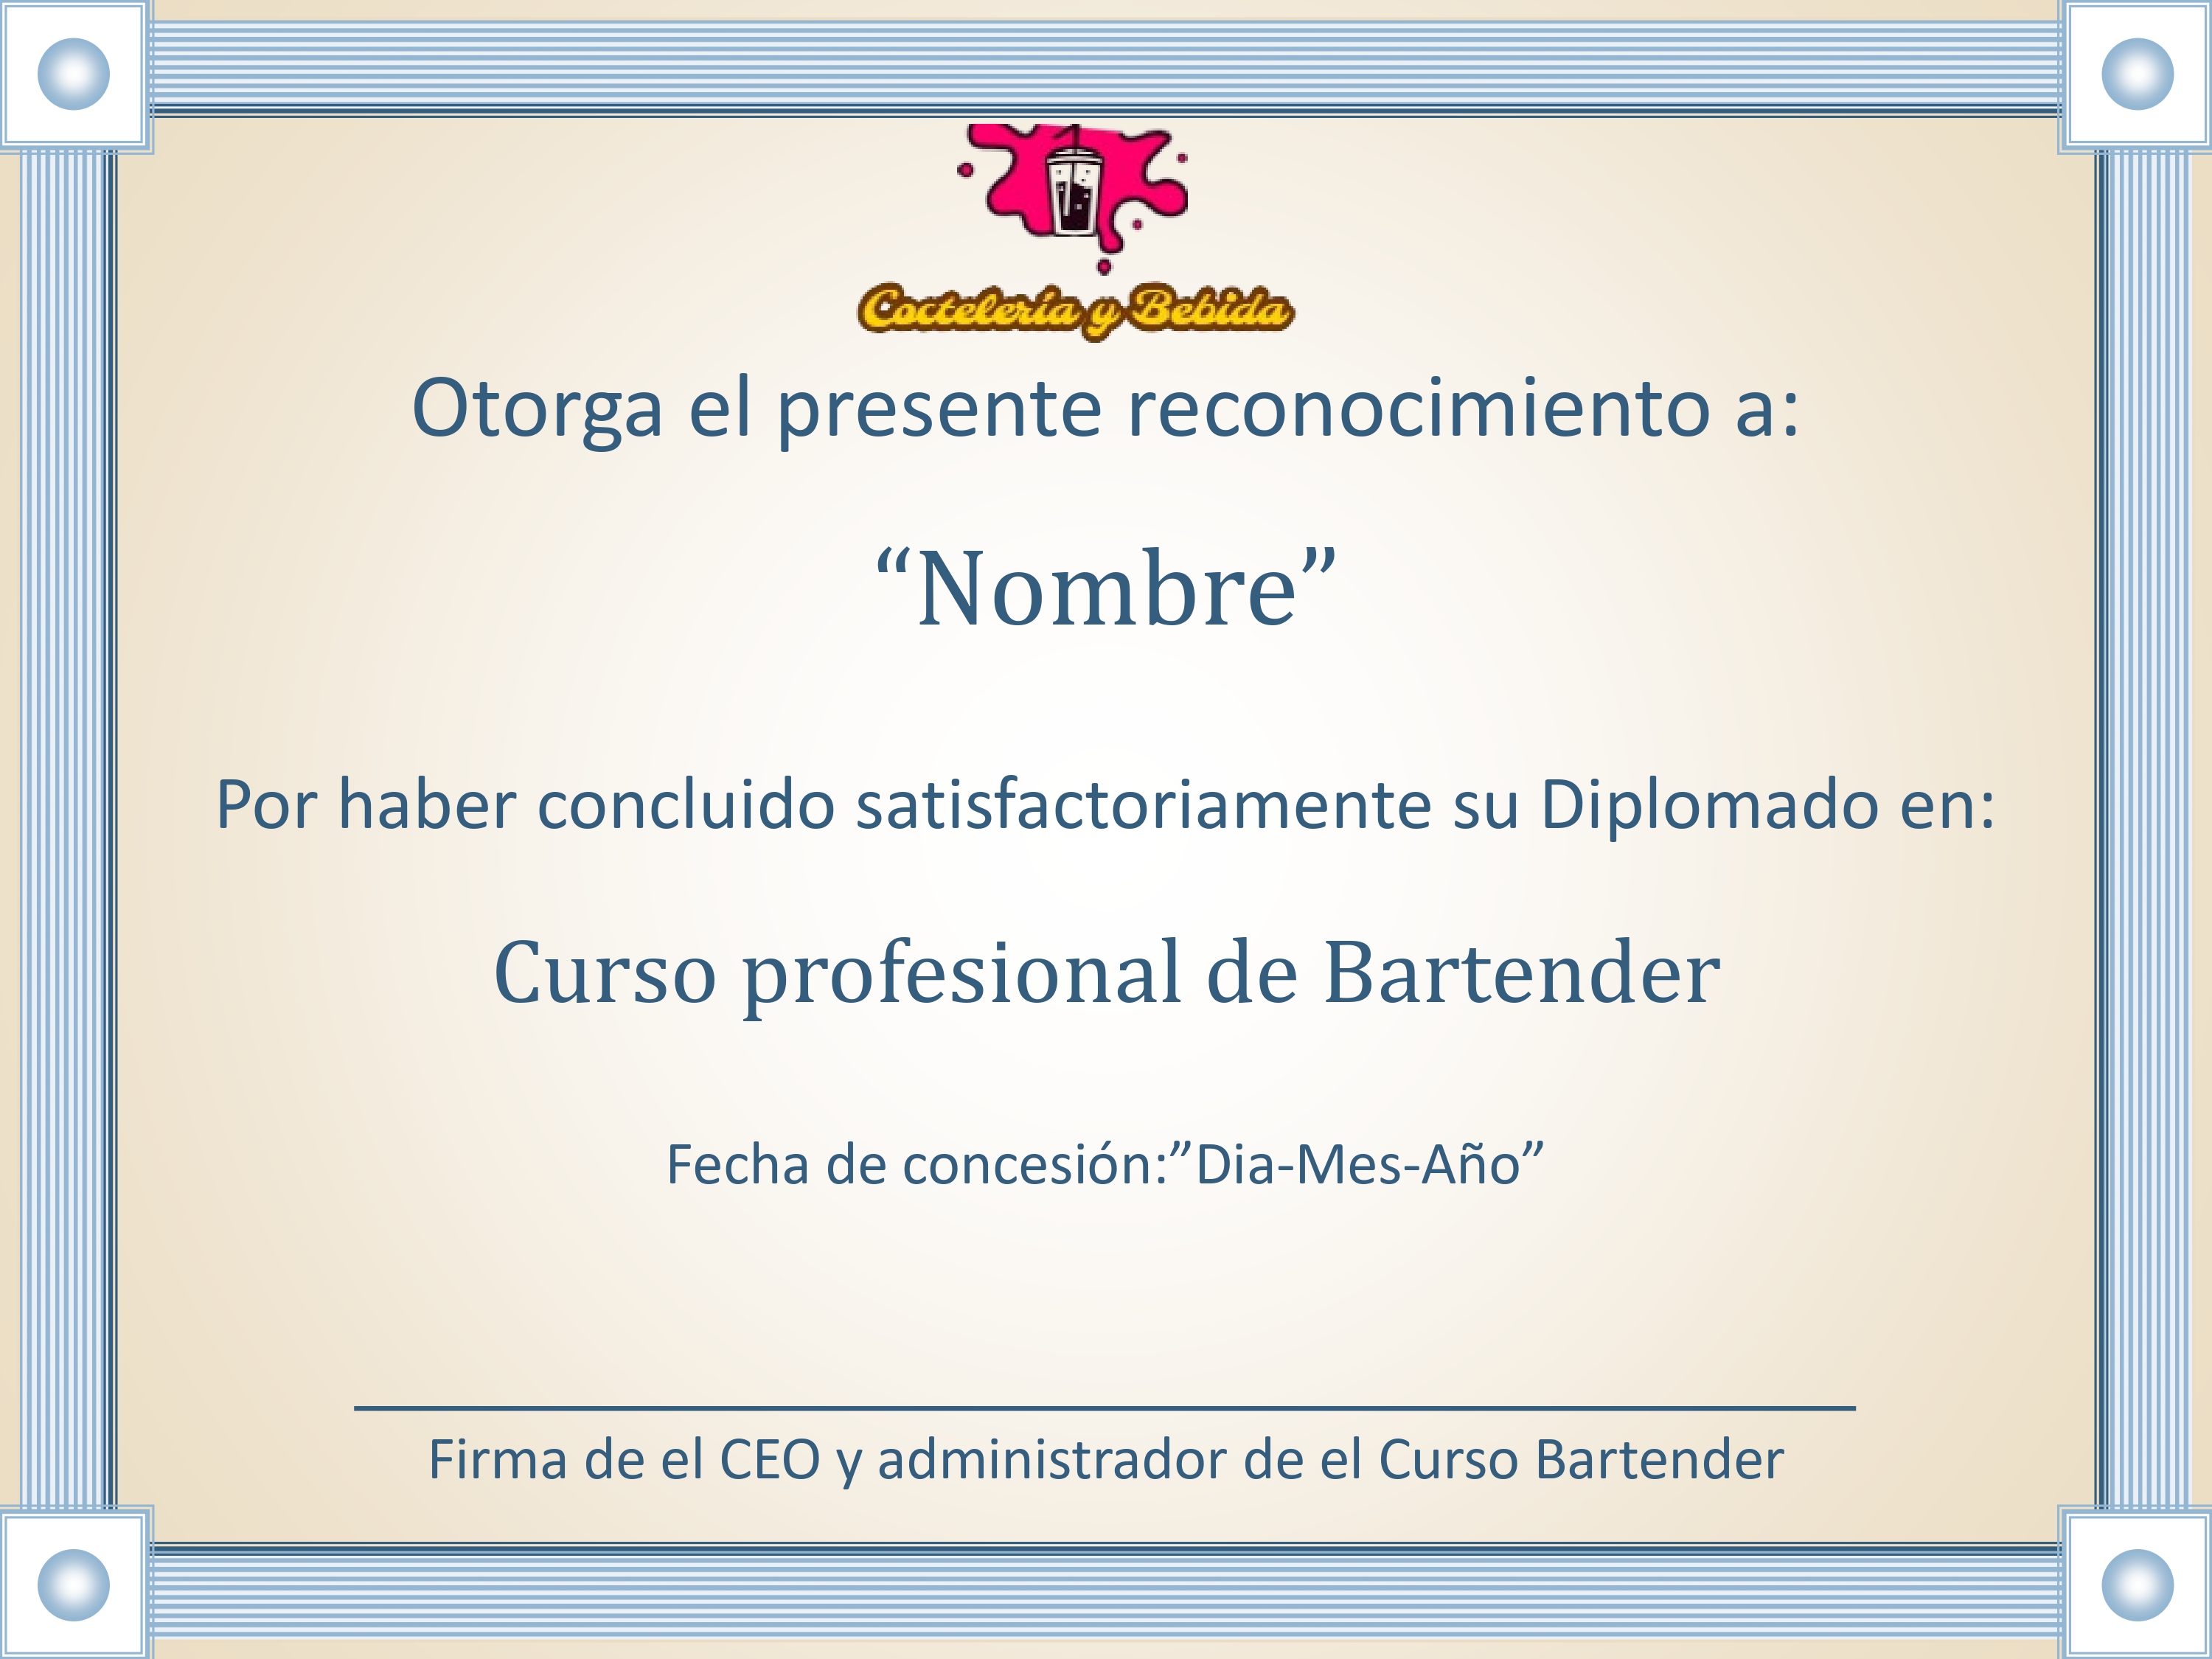 Coctelería y Bebida
Otorga el presente reconocimiento a:
“Nombre”
Por haber concluido satisfactoriamente su Diplomado en:
Curso profesional de Bartender
Fecha de concesión:”Dia-Mes-Año”
Firma de el CEO y administrador de el Curso Bartender